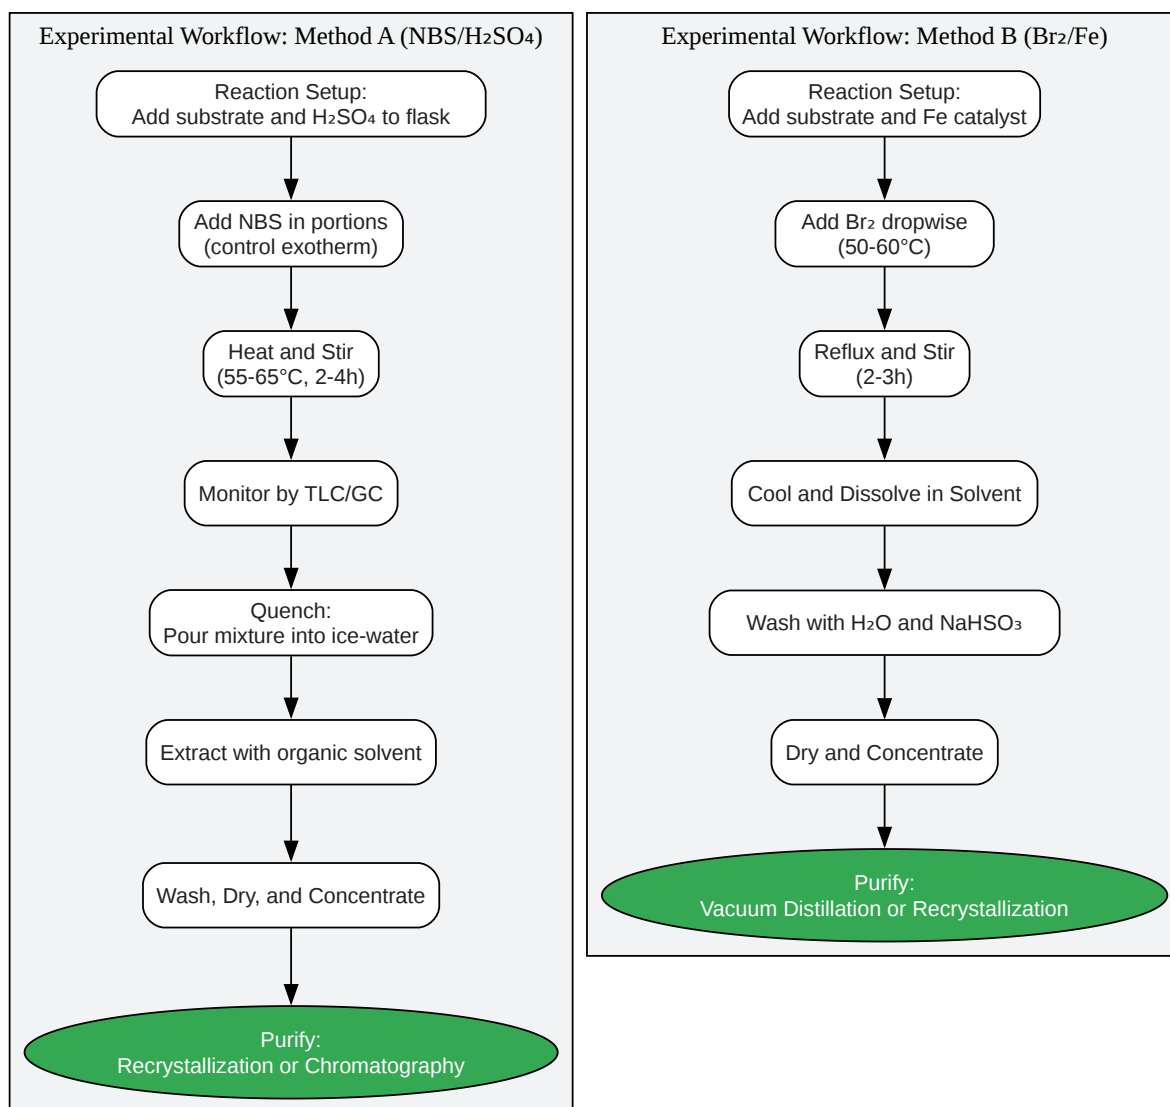 Experimental Workflow: Method A (NBS/H₂SO₄)
Reaction Setup:
Add substrate and H₂SO₄ to flask
Add NBS in portions
(control exotherm)
Heat and Stir
(55-65°C, 2-4h)
Monitor by TLC/GC
Quench:
Pour mixture into ice-water
Extract with organic solvent
Wash, Dry, and Concentrate
Purify:
Recrystallization or Chromatography
Experimental Workflow: Method B (Br₂/Fe)
Reaction Setup:
Add substrate and Fe catalyst
Add Br₂ dropwise
(50-60°C)
Reflux and Stir
(2-3h)
Cool and Dissolve in Solvent
Wash with H₂O and NaHSO₃
Dry and Concentrate
Purify:
Vacuum Distillation or Recrystallization